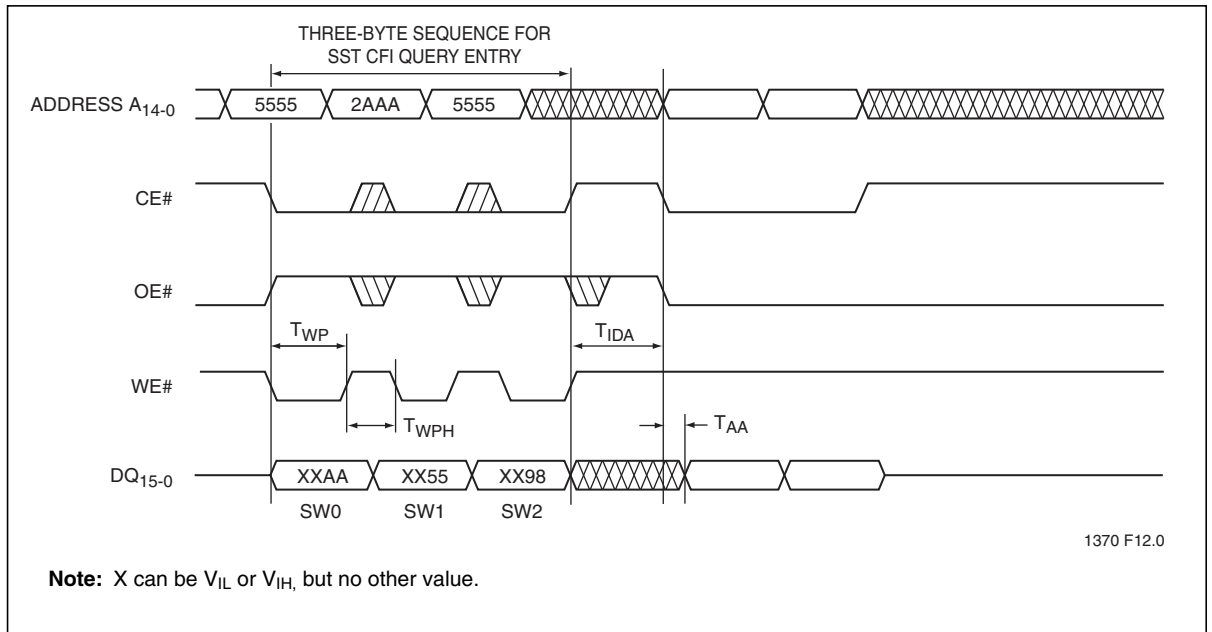 THREE-BYTE SEQUENCE FOR
SST CFI QUERY ENTRY
ADDRESS A14-0
5555 2AAA 5555
CE#
OE#
TWP TIDA
WE#
TWPH TAA
DQ15-0
XXAA XX55 XX98
SW0 SW1 SW2
1370 F12.0
Note: X can be VIL or VIH, but no other value.